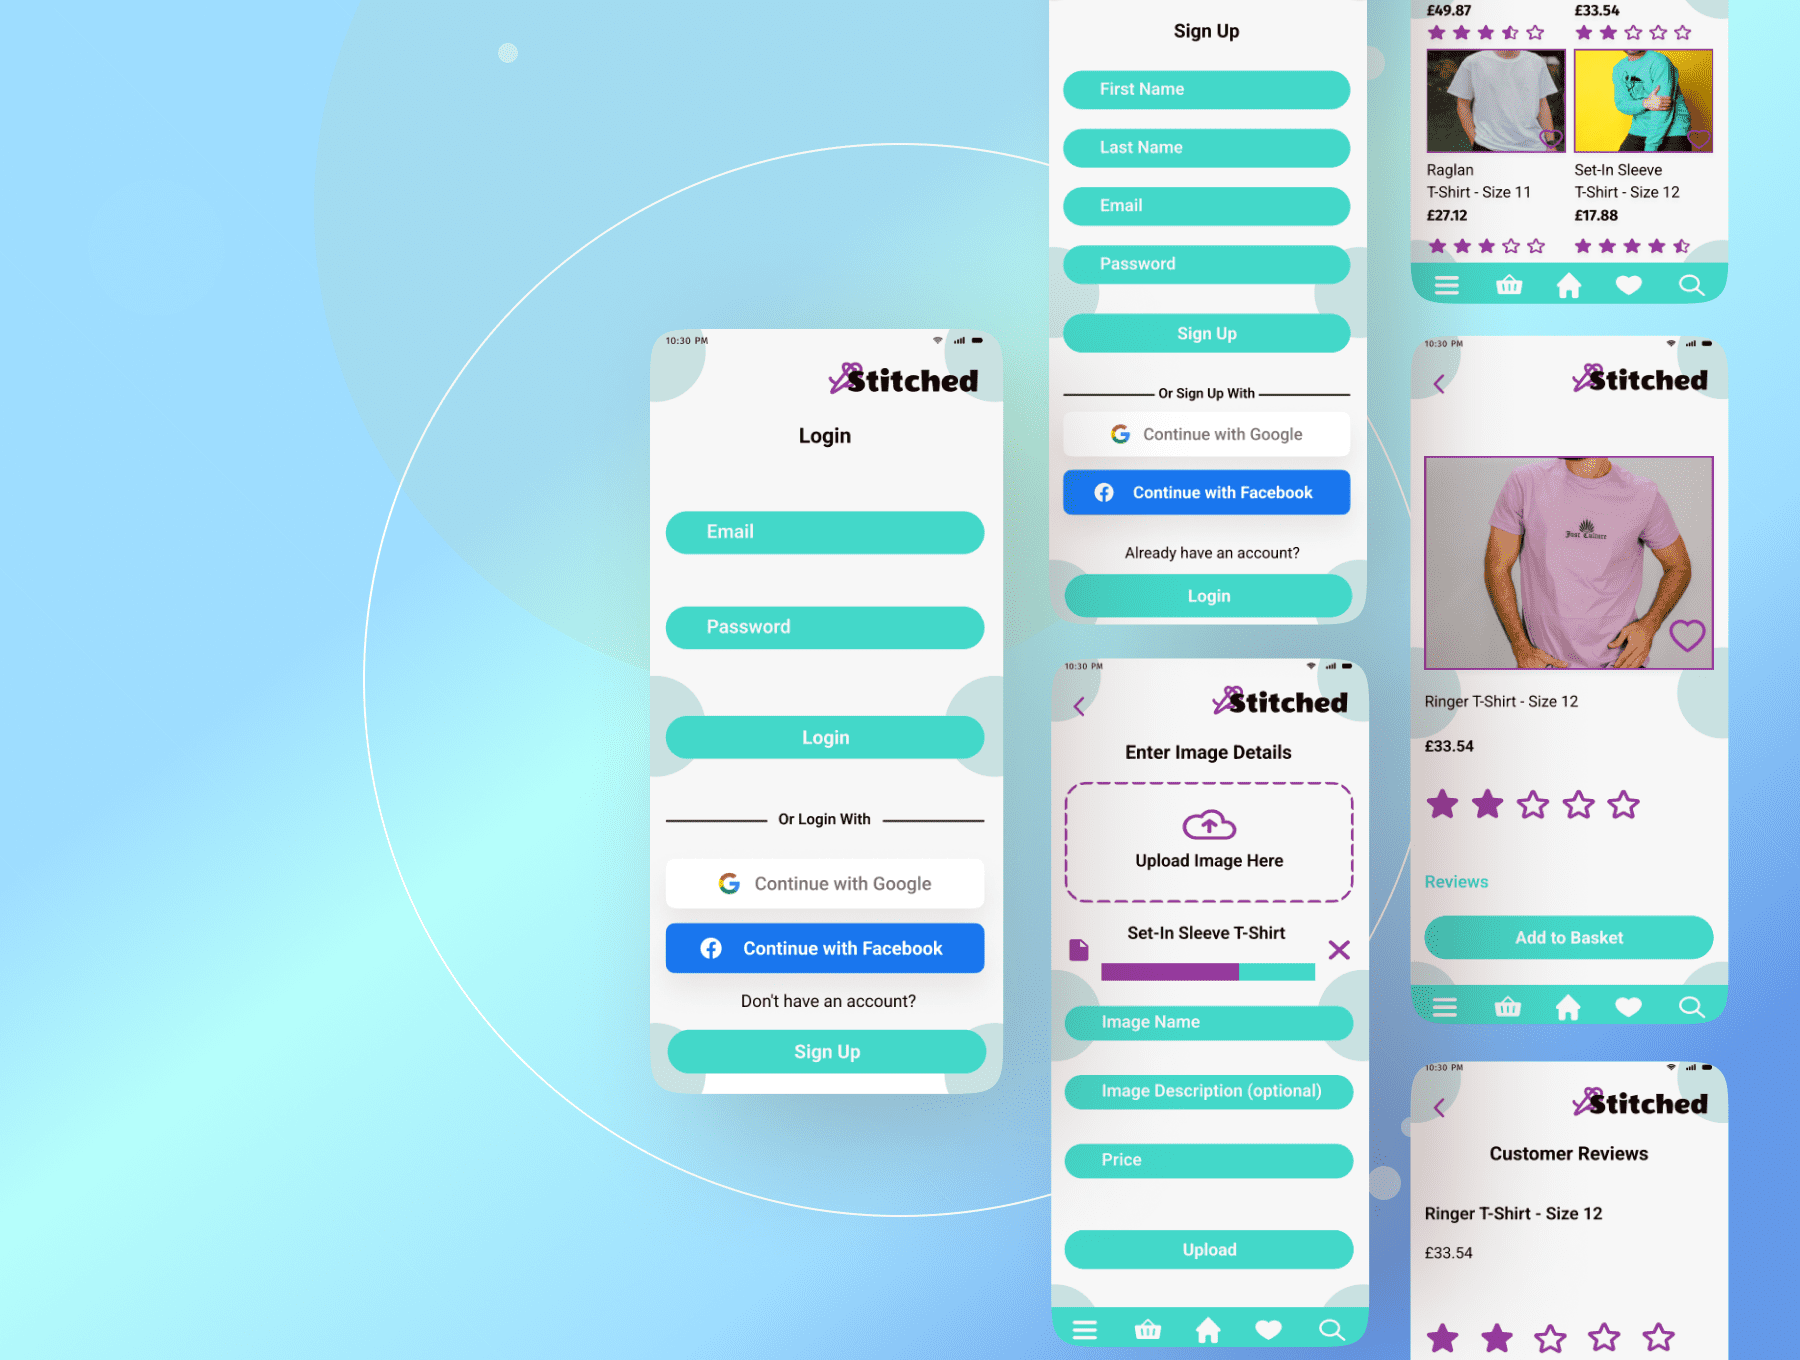 10:30 PM
Stitched
Login
Email
Password
Login
Or Login With
Continue with Google
Continue with Facebook
Don't have an account?
Sign Up
Sign Up
First Name
Last Name
Email
Password
Sign Up
Or Sign Up With
Continue with Google
Continue with Facebook
Already have an account?
Login
10:30 PM
Stitched
Enter Image Details
Upload Image Here
Set-In Sleeve T-Shirt
Image Name
Image Description (optional)
Price
Upload
£49.87
£33.54
Raglan
T-Shirt - Size 11
£27.12
Set-In Sleeve
T-Shirt - Size 12
£17.88
10:30 PM
Stitched
Just Culture
Ringer T-Shirt - Size 12
£33.54
Reviews
Add to Basket
10:30 PM
Stitched
Customer Reviews
Ringer T-Shirt - Size 12
£33.54